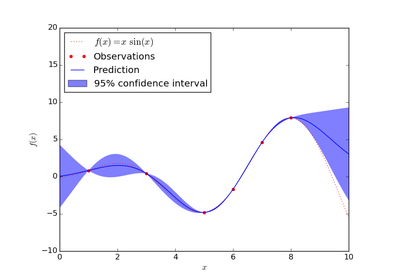 20
15
10
5
0
−5
−10
f(x)
f(x) = x sin(x)
Observations
Prediction
95% confidence interval
0 2 4 6 8 10
x